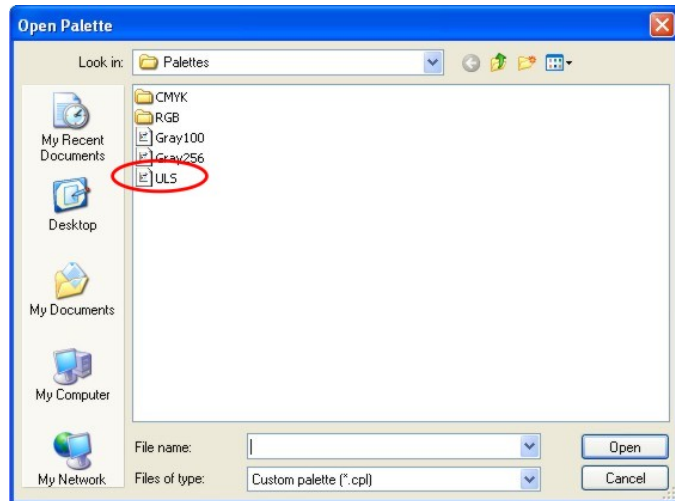 Open Palette
Look in: Palettes
CMYK
RGB
Gray100
Gray256
ULS
My Recent
Documents
Desktop
My Documents
My Computer
My Network
File name:
Open
Files of type: Custom palette (*.cpl)
Cancel